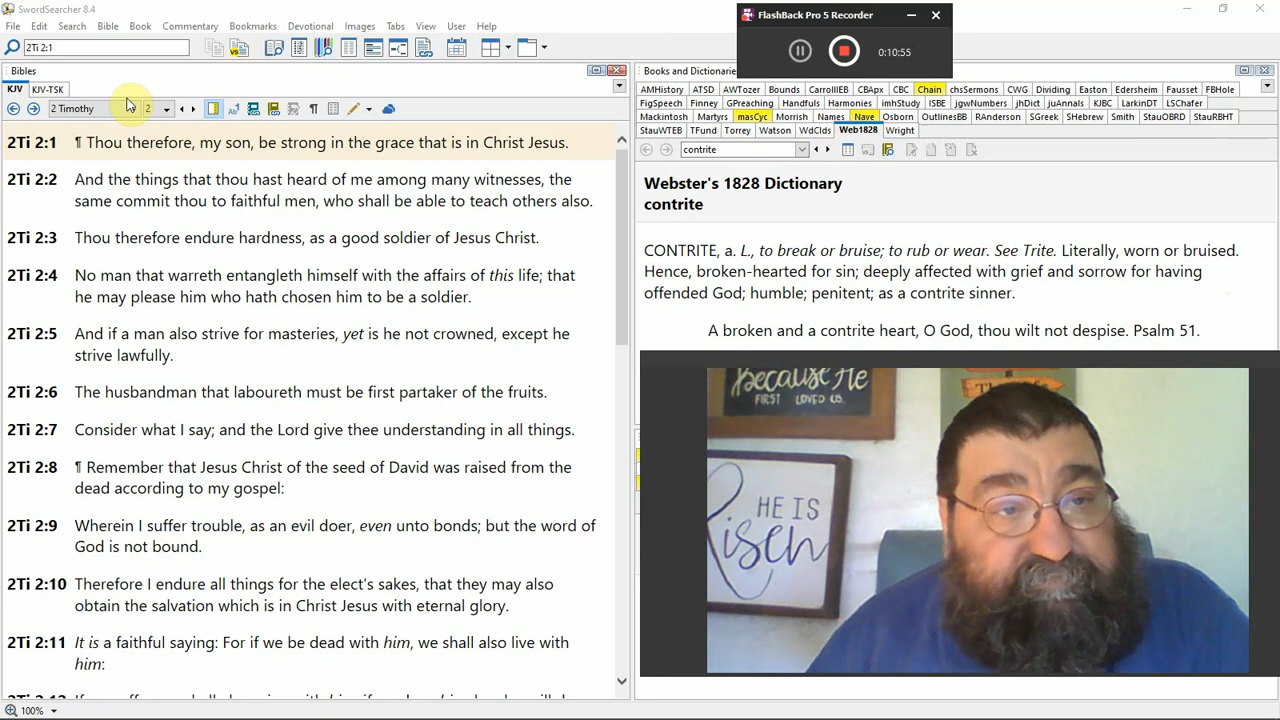 SwordSearcher 8.4
File Edit Search Bible Book Commentary Bookmarks Devotional Images Tabs View User Help
2Ti 2:1
Bibles
KJV KJV-TSK
2 Timothy 2
2Ti 2:1 ¶ Thou therefore, my son, be strong in the grace that is in Christ Jesus.
2Ti 2:2 And the things that thou hast heard of me among many witnesses, the
same commit thou to faithful men, who shall be able to teach others also.
2Ti 2:3 Thou therefore endure hardness, as a good soldier of Jesus Christ.
2Ti 2:4 No man that warreth entangleth himself with the affairs of this life; that
he may please him who hath chosen him to be a soldier.
2Ti 2:5 And if a man also strive for masteries, yet is he not crowned, except he
strive lawfully.
2Ti 2:6 The husbandman that laboureth must be first partaker of the fruits.
2Ti 2:7 Consider what I say; and the Lord give thee understanding in all things.
2Ti 2:8 ¶ Remember that Jesus Christ of the seed of David was raised from the
dead according to my gospel:
2Ti 2:9 Wherein I suffer trouble, as an evil doer, even unto bonds; but the word of
God is not bound.
2Ti 2:10 Therefore I endure all things for the elect's sakes, that they may also
obtain the salvation which is in Christ Jesus with eternal glory.
2Ti 2:11 It is a faithful saying: For if we be dead with him, we shall also live with
him:
100%
FlashBack Pro 5 Recorder
0:10:55
Books and Dictionarie
AMHistory ATSD AWTozer Bounds CarrollIEB CBApx CBC Chain chsSermons CWG Dividing Easton Edersheim Fausset FBHole
FigSpeech Finney GPreaching Handfuls Harmonies imhStudy ISBE jgwNumbers jhDict juAnnals KJBC LarkinDT LSChafer
Mackintosh Martyrs masCyc Morrish Names Nave Osborn OutlinesBB RAnderson SGreek SHebrew Smith StauOBRD StauRBHT
StauWTEB TFund Torrey Watson WdClds Web1828 Wright
contrite
Webster's 1828 Dictionary
contrite
CONTRITE, a. L., to break or bruise; to rub or wear. See Trite. Literally, worn or bruised.
Hence, broken-hearted for sin; deeply affected with grief and sorrow for having
offended God; humble; penitent; as a contrite sinner.
A broken and a contrite heart, O God, thou wilt not despise. Psalm 51.
Because He
FIRST LOVED US.
HE IS
Risen